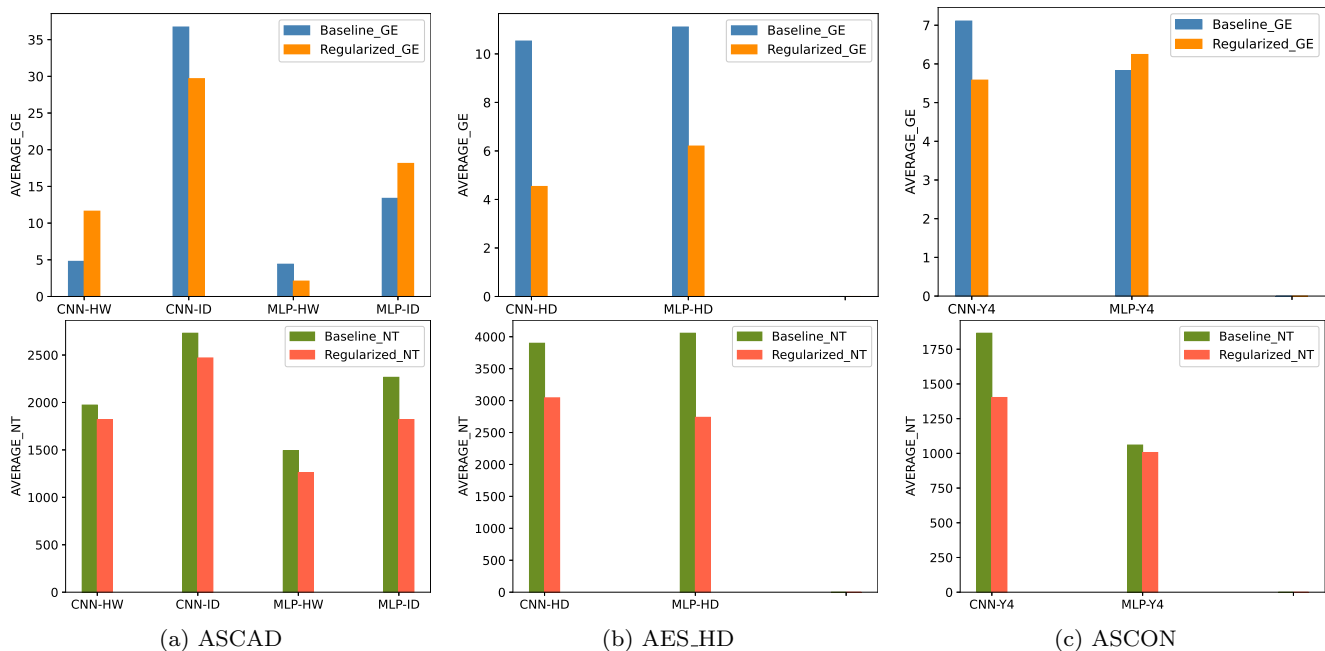 35
30
25
20
15
10
5
0
AVERAGE_GE
Baseline_GE
Regularized_GE
CNN-HW
CNN-ID
MLP-HW
MLP-ID
10
8
6
4
2
0
AVERAGE_GE
Baseline_GE
Regularized_GE
CNN-HD
MLP-HD
7
6
5
4
3
2
1
0
AVERAGE_GE
Baseline_GE
Regularized_GE
CNN-Y4
MLP-Y4
2500
2000
1500
1000
500
0
AVERAGE_NT
Baseline_NT
Regularized_NT
CNN-HW
CNN-ID
MLP-HW
MLP-ID
4000
3500
3000
2500
2000
1500
1000
500
0
AVERAGE_NT
Baseline_NT
Regularized_NT
CNN-HD
MLP-HD
1750
1500
1250
1000
750
500
250
0
AVERAGE_NT
Baseline_NT
Regularized_NT
CNN-Y4
MLP-Y4
(a) ASCAD
(b) AES_HD
(c) ASCON